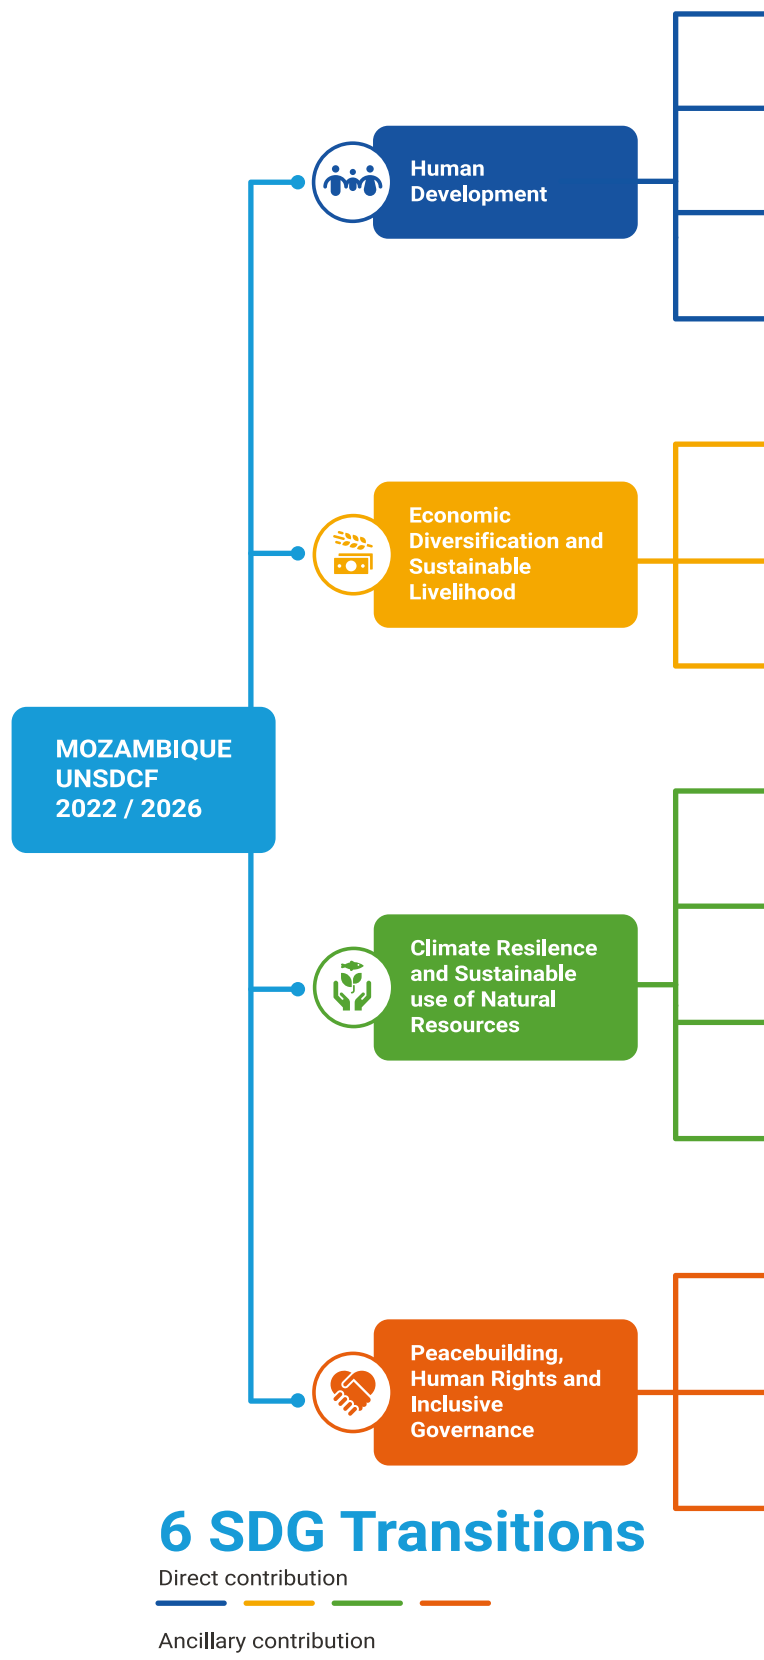 Human
Development
Economic
Diversification and
Sustainable
Livelihood
MOZAMBIQUE
UNSDCF
2022 / 2026
Climate Resilence
and Sustainable
use of Natural
Resources
Peacebuilding,
Human Rights and
Inclusive
Governance
6 SDG Transitions
Direct contribution
Ancillary contribution